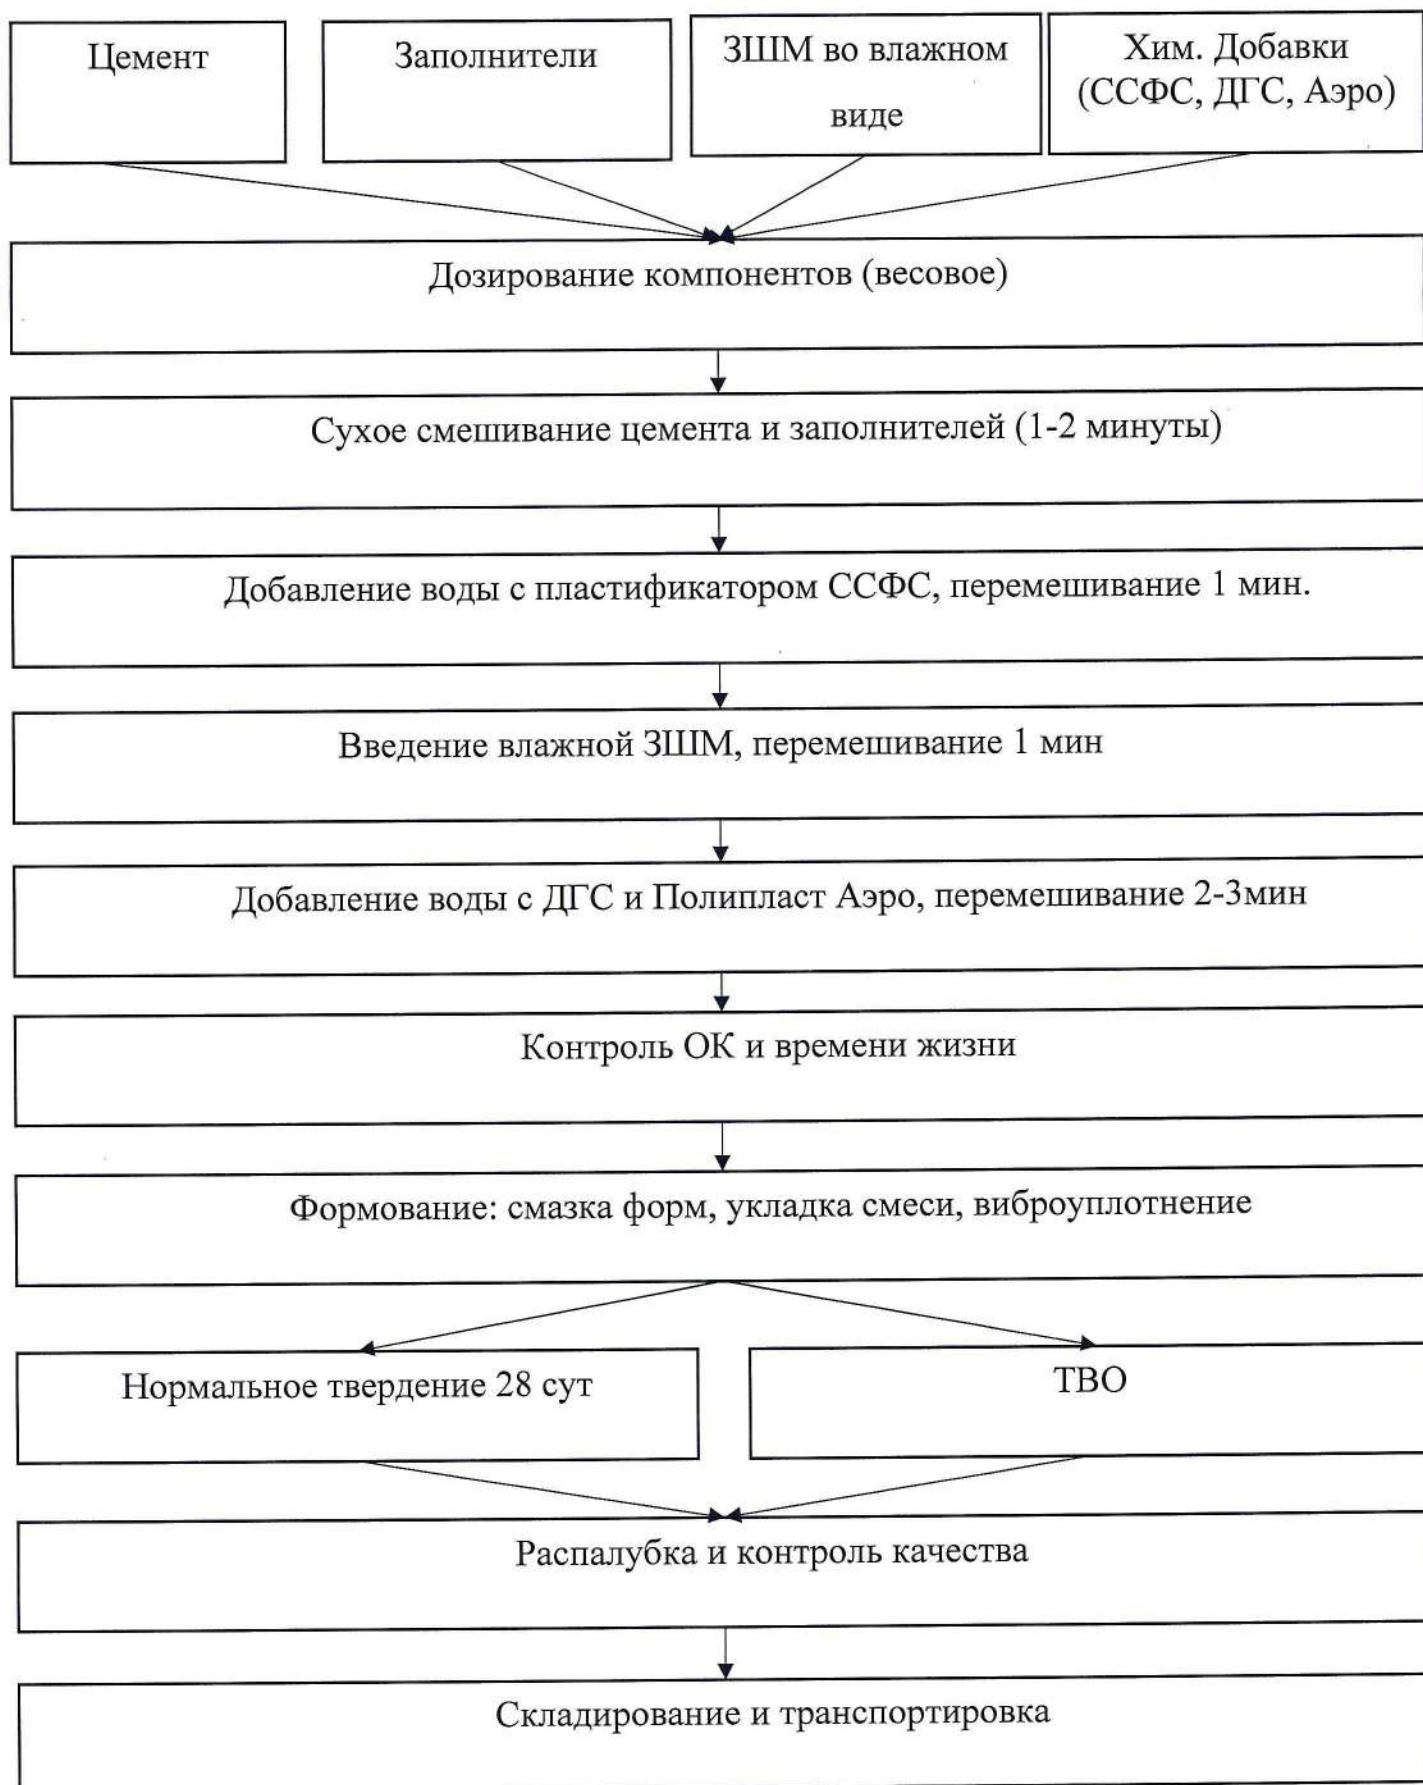 Цемент
Заполнители
ЗШМ во влажном
виде
Хим. Добавки
(ССФС, ДГС, Аэро)
Дозирование компонентов (весовое)
Сухое смешивание цемента и заполнителей (1-2 минуты)
Добавление воды с пластификатором ССФС, перемешивание 1 мин.
Введение влажной ЗШМ, перемешивание 1 мин
Добавление воды с ДГС и Полипласт Аэро, перемешивание 2-3мин
Контроль ОК и времени жизни
Формование: смазка форм, укладка смеси, виброуплотнение
Нормальное твердение 28 сут
ТВО
Распалубка и контроль качества
Складирование и транспортировка